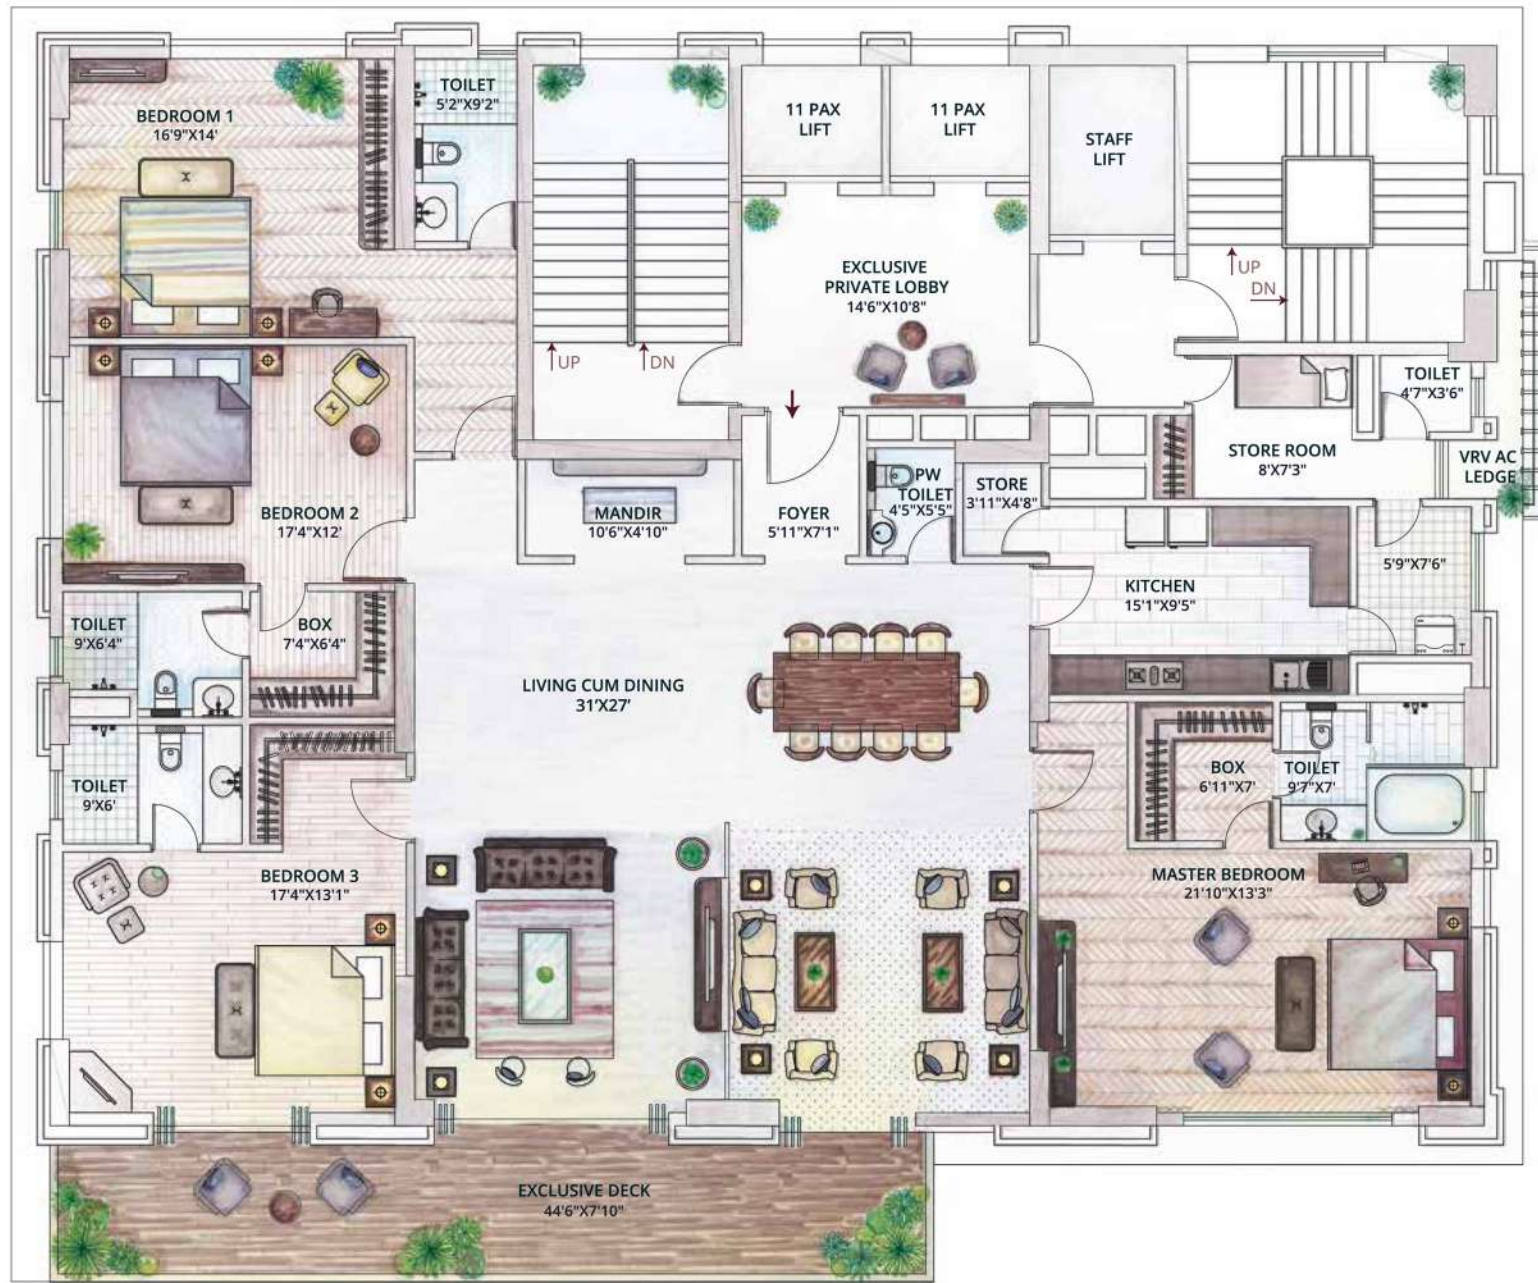 BEDROOM 1
16'9"X14'
TOILET
5'2"X9'2"
11 PAX
LIFT
11 PAX
LIFT
STAFF
LIFT
EXCLUSIVE
PRIVATE LOBBY
14'6"X10'8"
UP
DN
UP
DN
TOILET
4'7"X3'6"
STORE ROOM
8'X7'3"
VRV AC
LEDGE
BEDROOM 2
17'4"X12'
MANDIR
10'6"X4'10"
FOYER
5'11"X7'1"
PW
TOILET
4'5"X5'5"
STORE
3'11"X4'8"
KITCHEN
15'1"X9'5"
5'9"X7'6"
TOILET
9'X6'4"
BOX
7'4"X6'4"
LIVING CUM DINING
31'X27'
TOILET
9'X6'
BOX
6'11"X7'
TOILET
9'7"X7'
BEDROOM 3
17'4"X13'1"
MASTER BEDROOM
21'10"X13'3"
EXCLUSIVE DECK
44'6"X7'10"